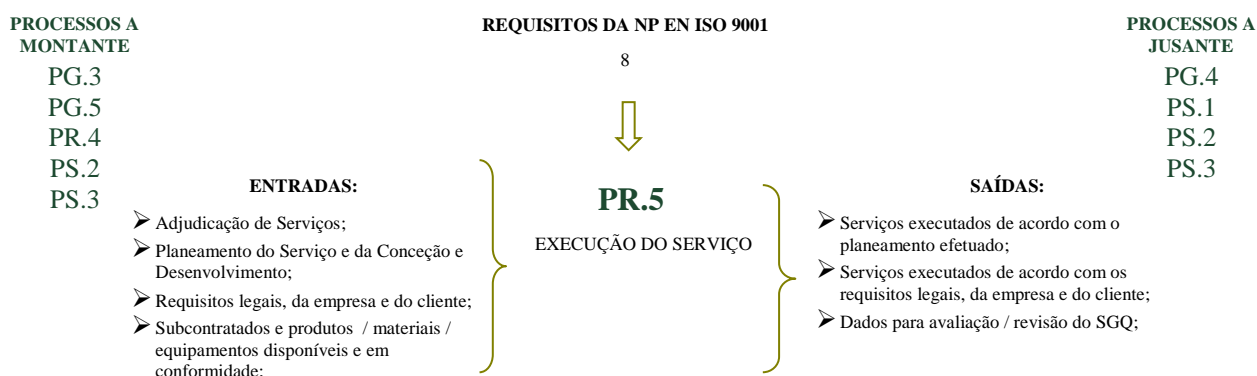 PROCESSOS A
MONTANTE
PG.3
PG.5
PR.4
PS.2
PS.3
REQUISITOS DA NP EN ISO 9001
8
PROCESSOS A
JUSANTE
PG.4
PS.1
PS.2
PS.3
ENTRADAS:
➢ Adjudicação de Serviços;
➢ Planeamento do Serviço e da Conceção e
Desenvolvimento;
➢ Requisitos legais, da empresa e do cliente;
➢ Subcontratados e produtos / materiais /
equipamentos disponíveis e em
conformidade;
PR.5
EXECUÇÃO DO SERVIÇO
SAÍDAS:
➢ Serviços executados de acordo com o
planeamento efetuado;
➢ Serviços executados de acordo com os
requisitos legais, da empresa e do cliente;
➢ Dados para avaliação / revisão do SGQ;